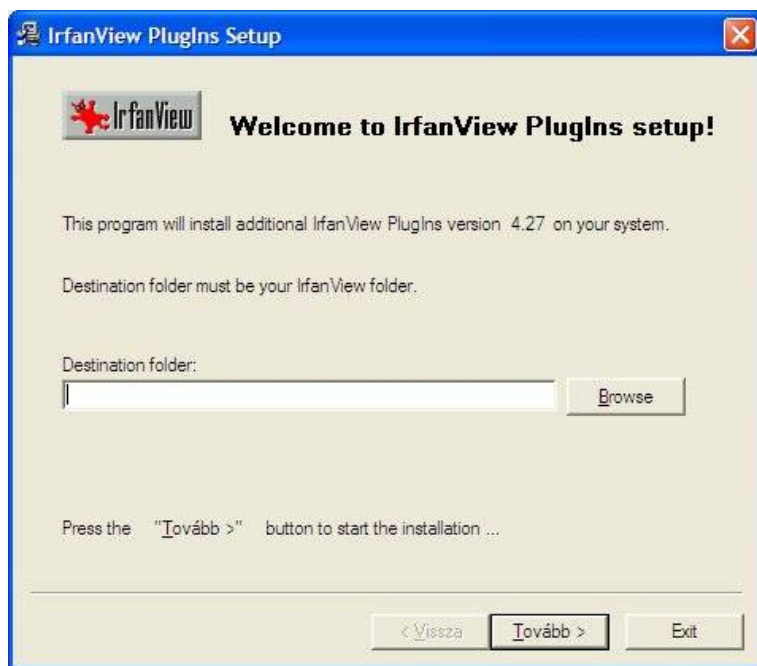 IrfanView PlugIns Setup
IrfanView
Welcome to IrfanView PlugIns setup!
This program will install additional IrfanView PlugIns version 4.27 on your system.
Destination folder must be your IrfanView folder.
Destination folder:
Browse
Press the "Tovább >" button to start the installation ...
< Vissza
Tovább >
Exit